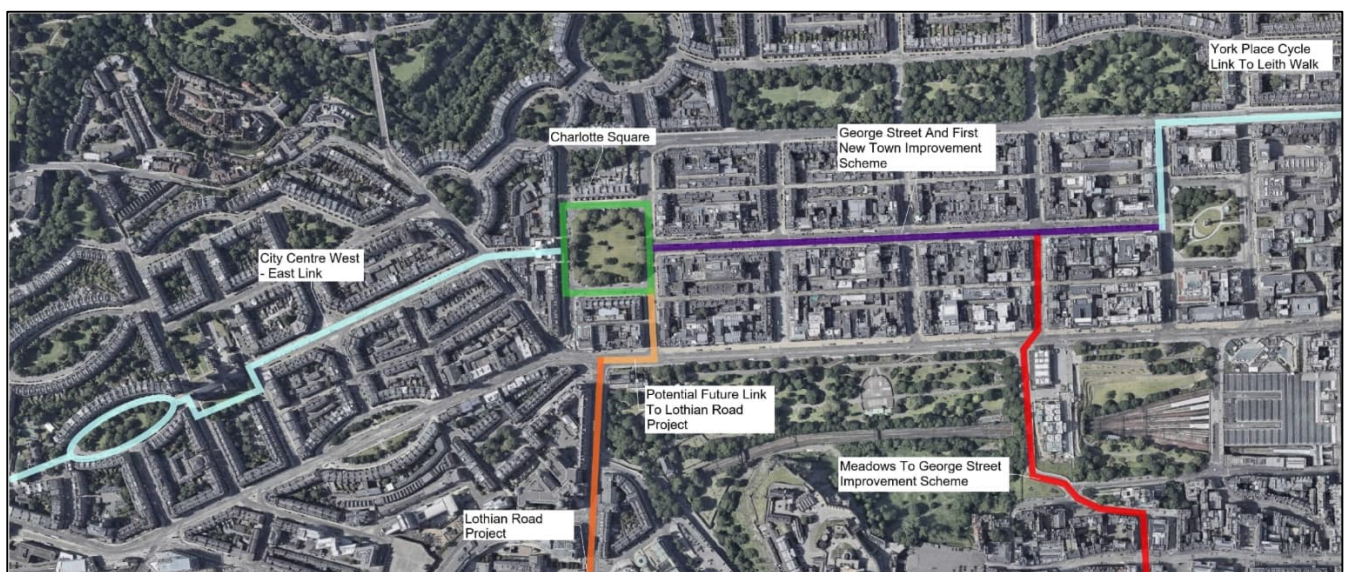 York Place Cycle
Link To Leith Walk
Charlotte Square
George Street And First
New Town Improvement
Scheme
City Centre West
- East Link
Potential Future Link
To Lothian Road
Project
Meadows To George Street
Improvement Scheme
Lothian Road
Project